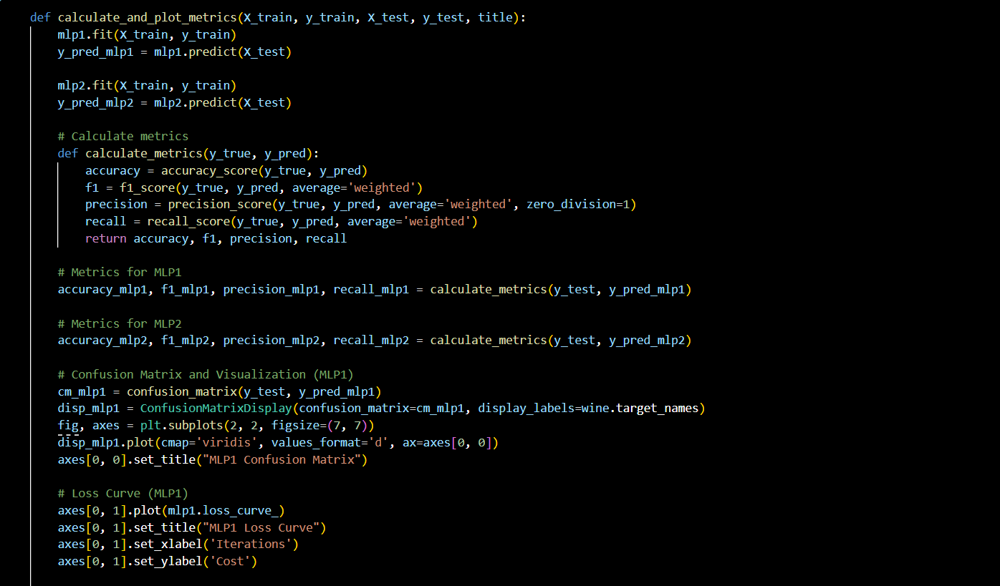 def calculate_and_plot_metrics(X_train, y_train, X_test, y_test, title):
    mlp1.fit(X_train, y_train)
    y_pred_mlp1 = mlp1.predict(X_test)

    mlp2.fit(X_train, y_train)
    y_pred_mlp2 = mlp2.predict(X_test)

    # Calculate metrics
    def calculate_metrics(y_true, y_pred):
        accuracy = accuracy_score(y_true, y_pred)
        f1 = f1_score(y_true, y_pred, average='weighted')
        precision = precision_score(y_true, y_pred, average='weighted', zero_division=1)
        recall = recall_score(y_true, y_pred, average='weighted')
        return accuracy, f1, precision, recall

    # Metrics for MLP1
    accuracy_mlp1, f1_mlp1, precision_mlp1, recall_mlp1 = calculate_metrics(y_test, y_pred_mlp1)

    # Metrics for MLP2
    accuracy_mlp2, f1_mlp2, precision_mlp2, recall_mlp2 = calculate_metrics(y_test, y_pred_mlp2)

    # Confusion Matrix and Visualization (MLP1)
    cm_mlp1 = confusion_matrix(y_test, y_pred_mlp1)
    disp_mlp1 = ConfusionMatrixDisplay(confusion_matrix=cm_mlp1, display_labels=wine.target_names)
    fig, axes = plt.subplots(2, 2, figsize=(7, 7))
    disp_mlp1.plot(cmap='viridis', values_format='d', ax=axes[0, 0])
    axes[0, 0].set_title("MLP1 Confusion Matrix")

    # Loss Curve (MLP1)
    axes[0, 1].plot(mlp1.loss_curve_)
    axes[0, 1].set_title("MLP1 Loss Curve")
    axes[0, 1].set_xlabel('Iterations')
    axes[0, 1].set_ylabel('Cost')